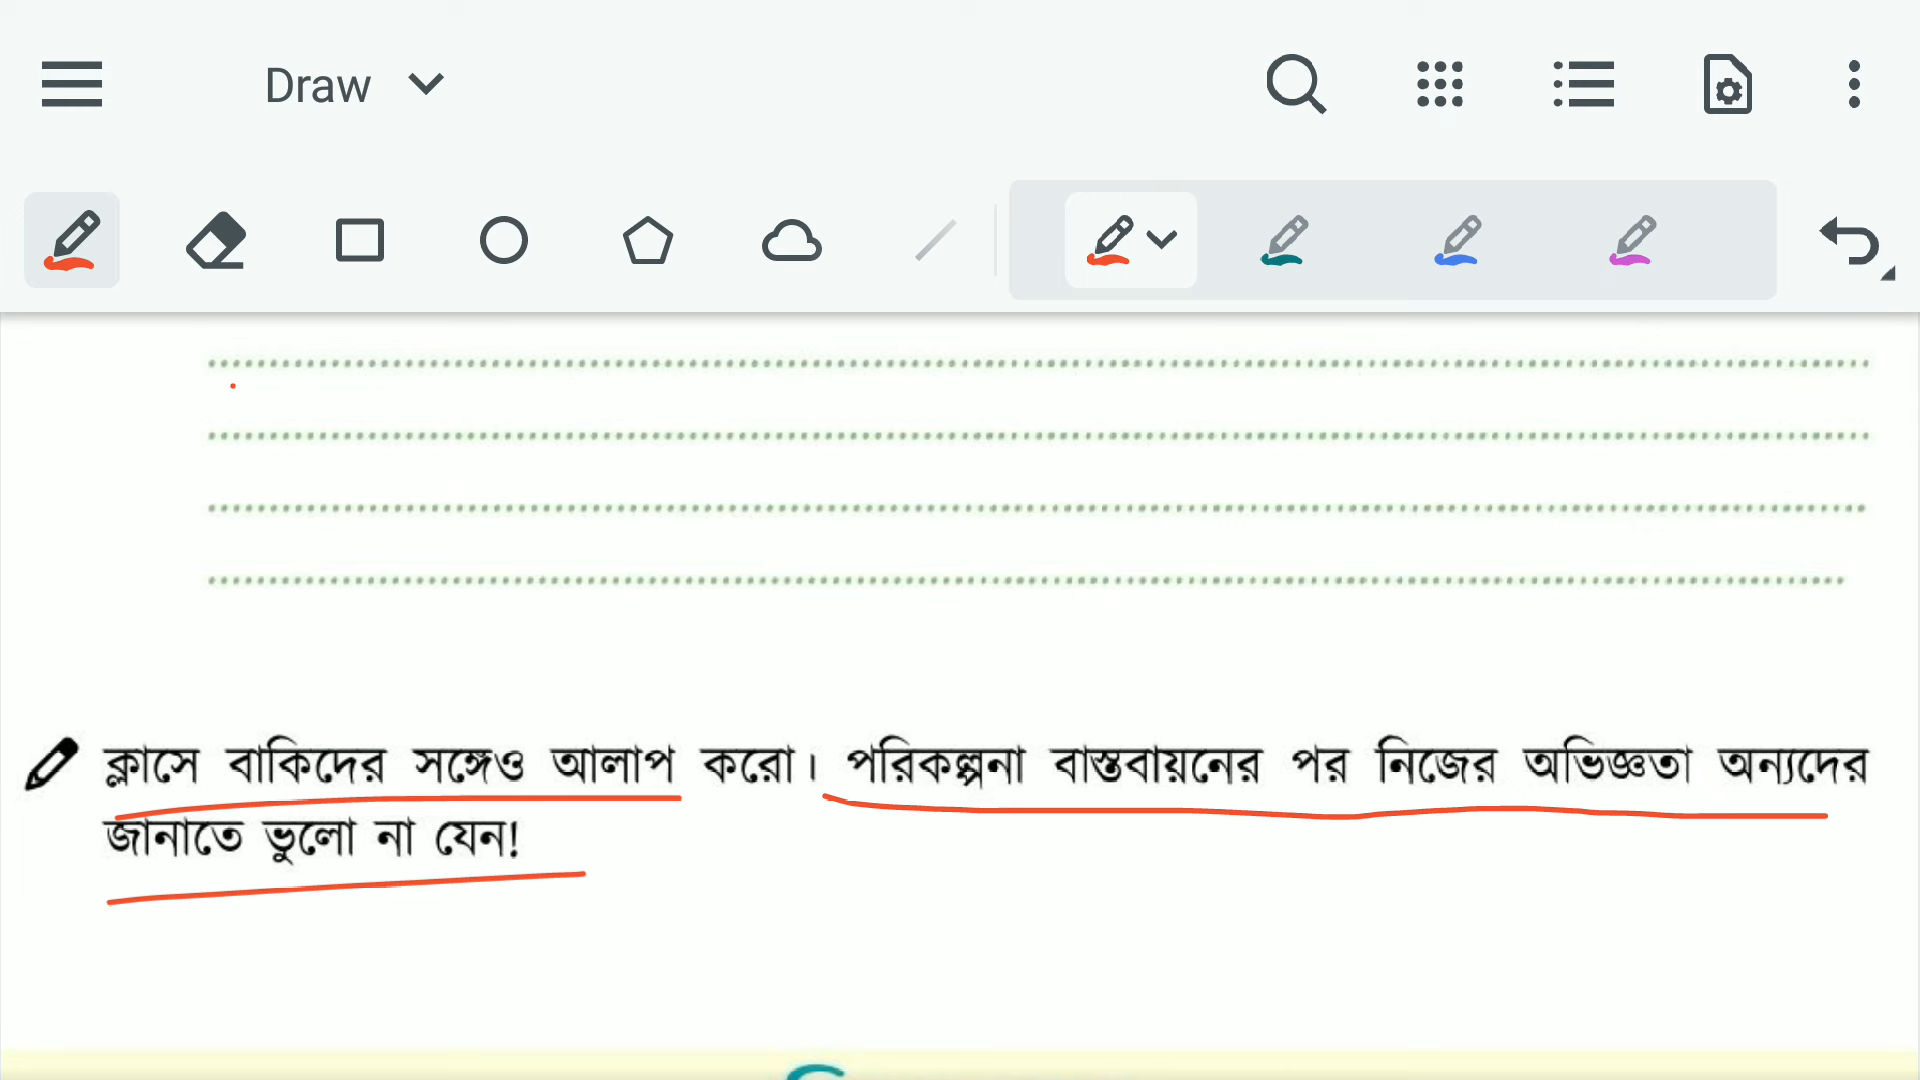 Draw
ক্লাসে বাকিদের সঙ্গেও আলাপ করো। পরিকল্পনা বাস্তবায়নের পর নিজের অভিজ্ঞতা অন্যদের
জানাতে ভুলো না যেন!